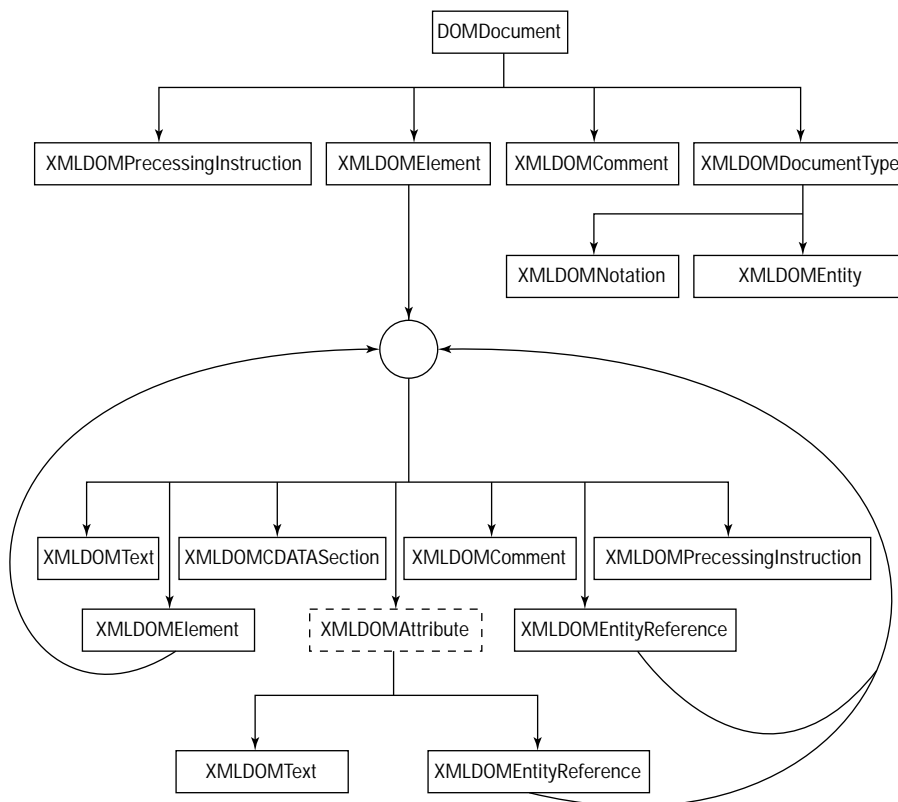 DOMDocument
XMLDOMPrecessingInstruction
XMLDOMElement
XMLDOMComment
XMLDOMDocumentType
XMLDOMNotation
XMLDOMEntity
XMLDOMText
XMLDOMCDATASection
XMLDOMComment
XMLDOMPrecessingInstruction
XMLDOMElement
XMLDOMAttribute
XMLDOMEntityReference
XMLDOMText
XMLDOMEntityReference